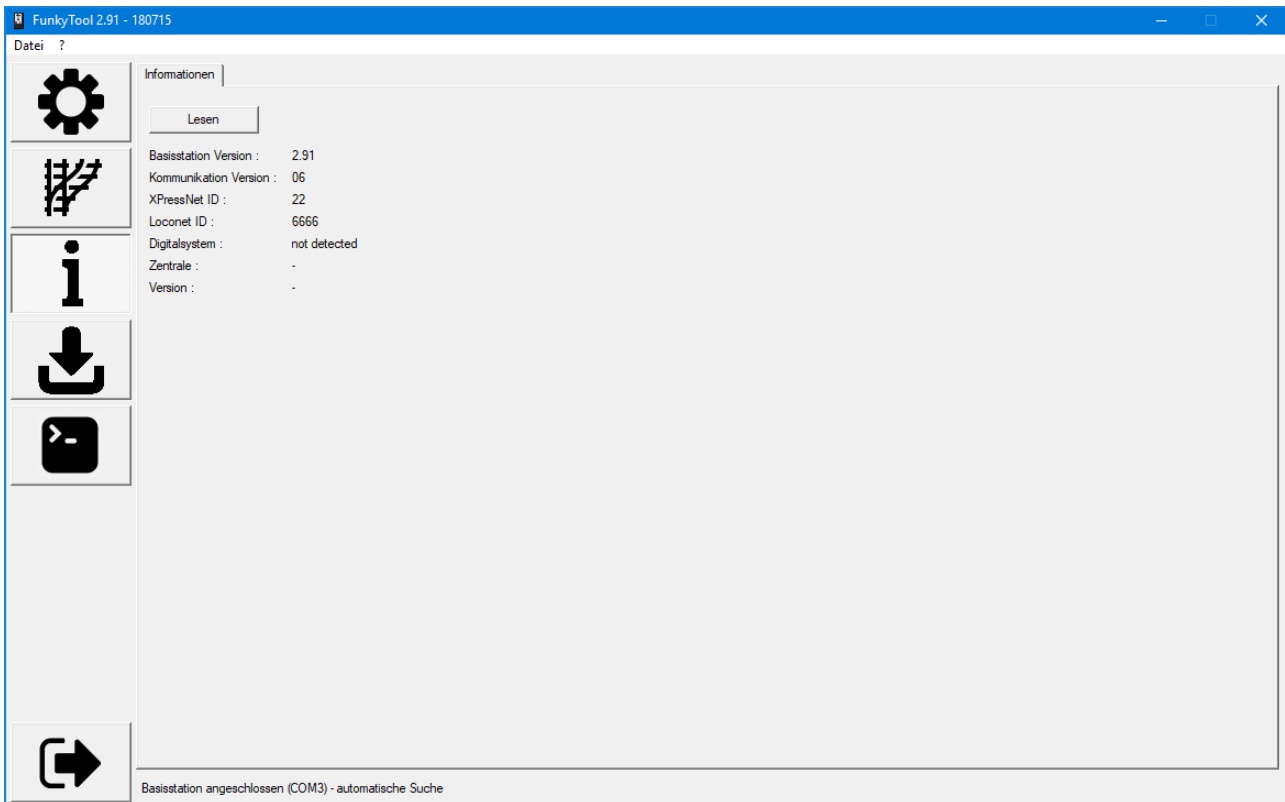 FunkyTool 2.91 - 180715
Datei ?
Informationen
Lesen
Basisstation Version : 2.91
Kommunikation Version : 06
XPressNet ID : 22
Loconet ID : 6666
Digitalsystem : not detected
Zentrale : -
Version : -
Basisstation angeschlossen (COM3) - automatische Suche